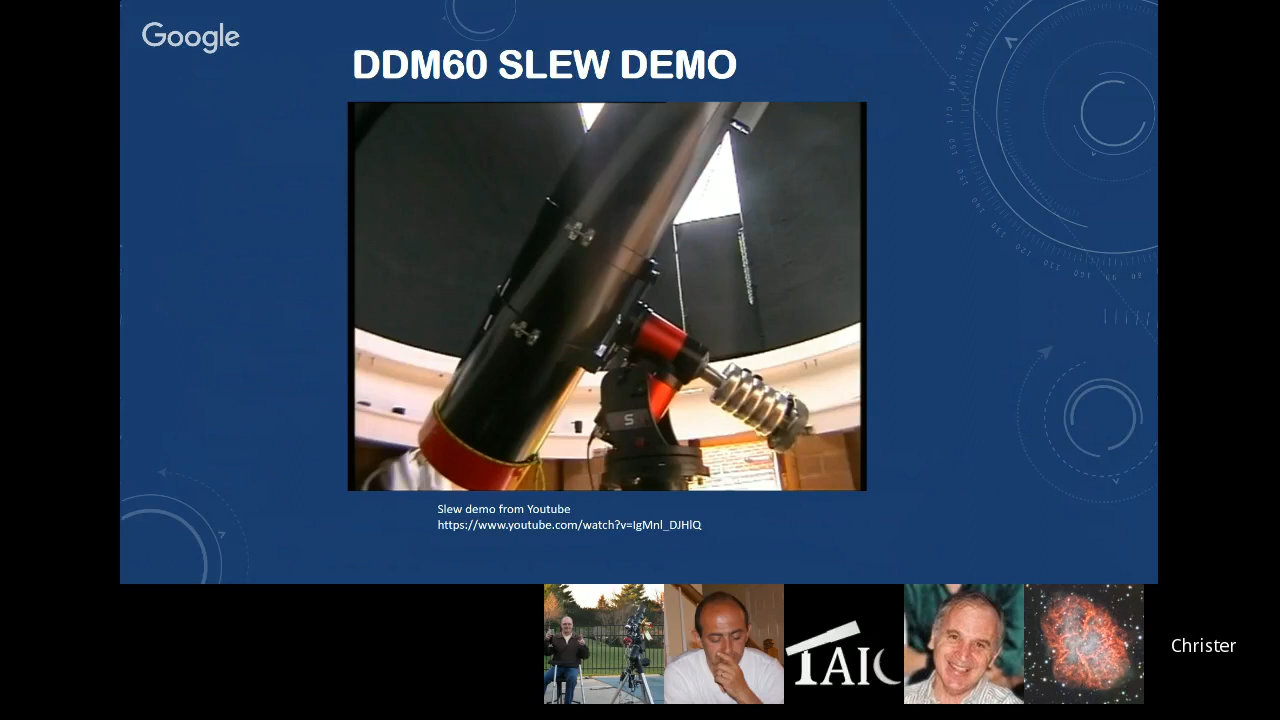 Google
DDM60 SLEW DEMO
S
Slew demo from Youtube
https://www.youtube.com/watch?v=IgMnl_DJHlQ
TAIC
Christer